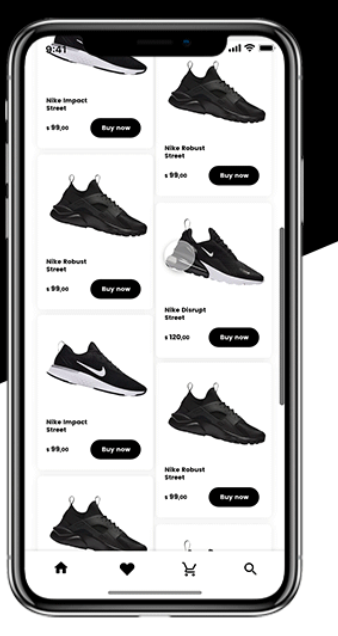 9:41
Nike Impact
Street
$ 99,00
Buy now
Nike Robust
Street
$ 99,00
Buy now
Nike Robust
Street
$ 99,00
Buy now
Nike Disrupt
Street
$ 120,00
Buy now
Nike Impact
Street
$ 99,00
Buy now
Nike Robust
Street
$ 99,00
Buy now